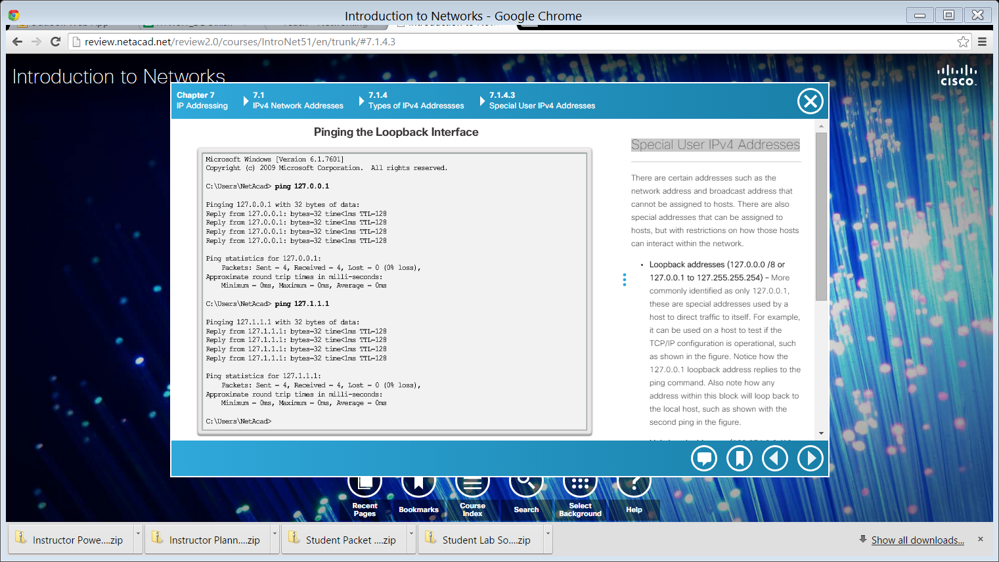 Introduction to Networks - Google Chrome
review.netacad.net/review2.0/courses/IntroNet51/en/trunk/#7.1.4.3
Introduction to Networks
CISCO.
Chapter 7
IP Addressing
7.1
IPv4 Network Addresses
7.1.4
Types of IPv4 Addressses
7.1.4.3
Special User IPv4 Addresses
Pinging the Loopback Interface
Microsoft Windows [Version 6.1.7601]
Copyright (c) 2009 Microsoft Corporation.  All rights reserved.
C:\Users\NetAcad> ping 127.0.0.1
Pinging 127.0.0.1 with 32 bytes of data:
Reply from 127.0.0.1: bytes=32 time<1ms TTL=128
Reply from 127.0.0.1: bytes=32 time<1ms TTL=128
Reply from 127.0.0.1: bytes=32 time<1ms TTL=128
Reply from 127.0.0.1: bytes=32 time<1ms TTL=128
Ping statistics for 127.0.0.1:
Packets: Sent = 4, Received = 4, Lost = 0 (0% loss),
Approximate round trip times in milli-seconds:
Minimum = 0ms, Maximum = 0ms, Average = 0ms
C:\Users\NetAcad> ping 127.1.1.1
Pinging 127.1.1.1 with 32 bytes of data:
Reply from 127.1.1.1: bytes=32 time<1ms TTL=128
Reply from 127.1.1.1: bytes=32 time<1ms TTL=128
Reply from 127.1.1.1: bytes=32 time<1ms TTL=128
Reply from 127.1.1.1: bytes=32 time<1ms TTL=128
Ping statistics for 127.1.1.1:
Packets: Sent = 4, Received = 4, Lost = 0 (0% loss),
Approximate round trip times in milli-seconds:
Minimum = 0ms, Maximum = 0ms, Average = 0ms
C:\Users\NetAcad>
Special User IPv4 Addresses
There are certain addresses such as the
network address and broadcast address that
cannot be assigned to hosts. There are also
special addresses that can be assigned to
hosts, but with restrictions on how those hosts
can interact within the network.
• Loopback addresses (127.0.0.0 /8 or
127.0.0.1 to 127.255.255.254) – More
commonly identified as only 127.0.0.1,
these are special addresses used by a
host to direct traffic to itself. For example,
it can be used on a host to test if the
TCP/IP configuration is operational, such
as shown in the figure. Notice how the
127.0.0.1 loopback address replies to the
ping command. Also note how any
address within this block will loop back to
the local host, such as shown with the
second ping in the figure.
Recent
Pages
Bookmarks
Course
Index
Search
Select
Background
Help
Instructor Powe....zip
Instructor Plann....zip
Student Packet ....zip
Student Lab So....zip
Show all downloads...